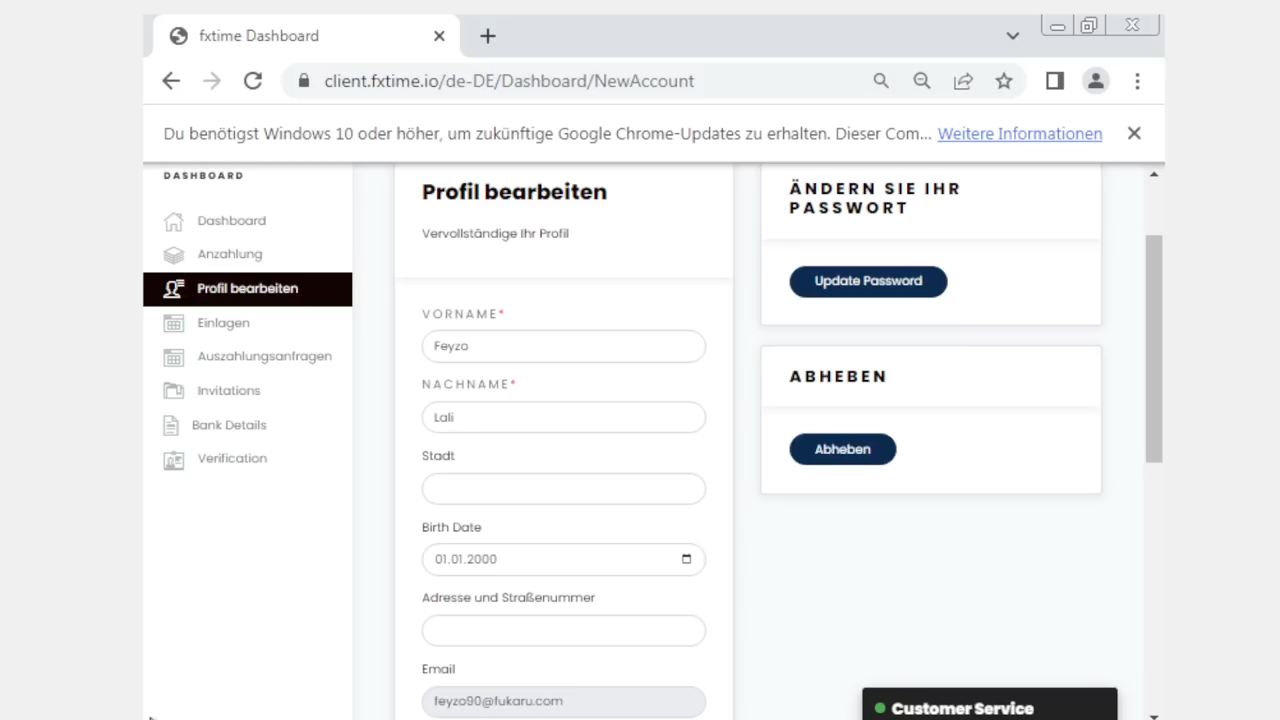 fxtime Dashboard
client.fxtime.io/de-DE/Dashboard/NewAccount
Du benötigst Windows 10 oder höher, um zukünftige Google Chrome-Updates zu erhalten. Dieser Com... Weitere Informationen
DASHBOARD
Dashboard
Anzahlung
Profil bearbeiten
Einlagen
Auszahlungsanfragen
Invitations
Bank Details
Verification
Profil bearbeiten
Vervollständige Ihr Profil
VORNAME*
Feyzo
NACHNAME*
Lali
Stadt
Birth Date
01.01.2000
Adresse und Straßenummer
Email
feyzo90@fukaru.com
ÄNDERN SIE IHR
PASSWORT
Update Password
ABHEBEN
Abheben
Customer Service